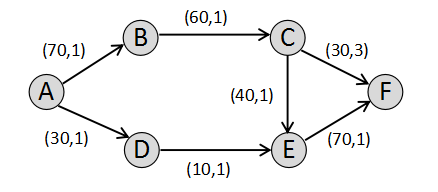 (60,1)
B
C
(70,1)
(30,3)
A
(40,1)
F
(30,1)
(70,1)
D
E
(10,1)